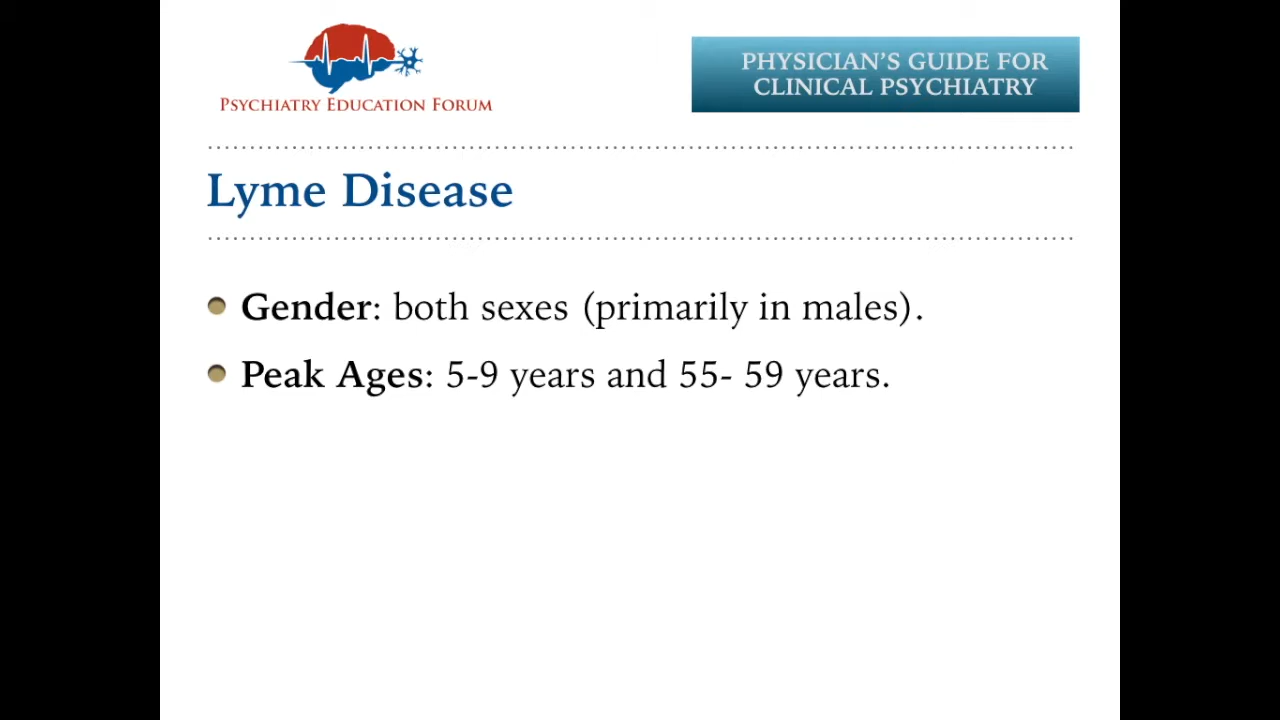 PSYCHIATRY EDUCATION FORUM
PHYSICIAN'S GUIDE FOR
CLINICAL PSYCHIATRY
Lyme Disease
Gender: both sexes (primarily in males).
Peak Ages: 5-9 years and 55- 59 years.